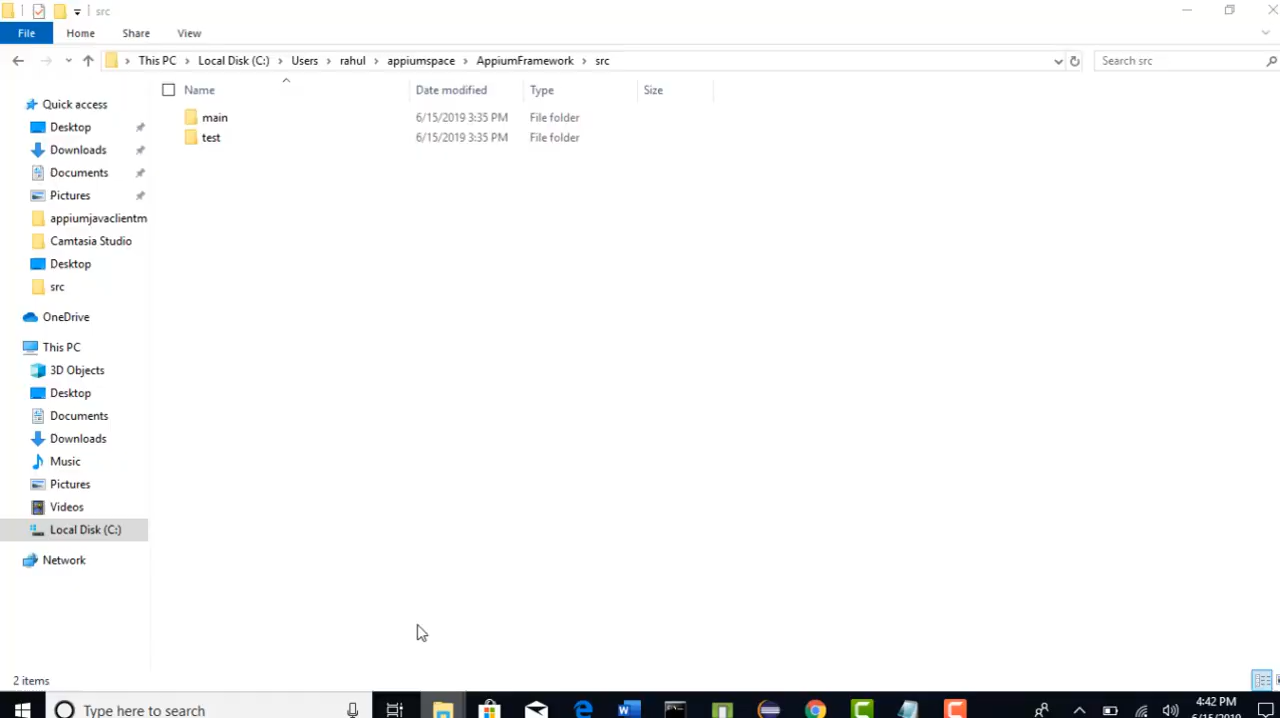 src
File Home Share View
This PC Local Disk (C:) Users rahul appiumspace AppiumFramework src Search src
Name Date modified Type Size
main 6/15/2019 3:35 PM File folder
test 6/15/2019 3:35 PM File folder
Quick access
Desktop
Downloads
Documents
Pictures
appiumjavaclientm
Camtasia Studio
Desktop
src
OneDrive
This PC
3D Objects
Desktop
Documents
Downloads
Music
Pictures
Videos
Local Disk (C:)
Network
2 items
Type here to search
4:42 PM
6/15/2019